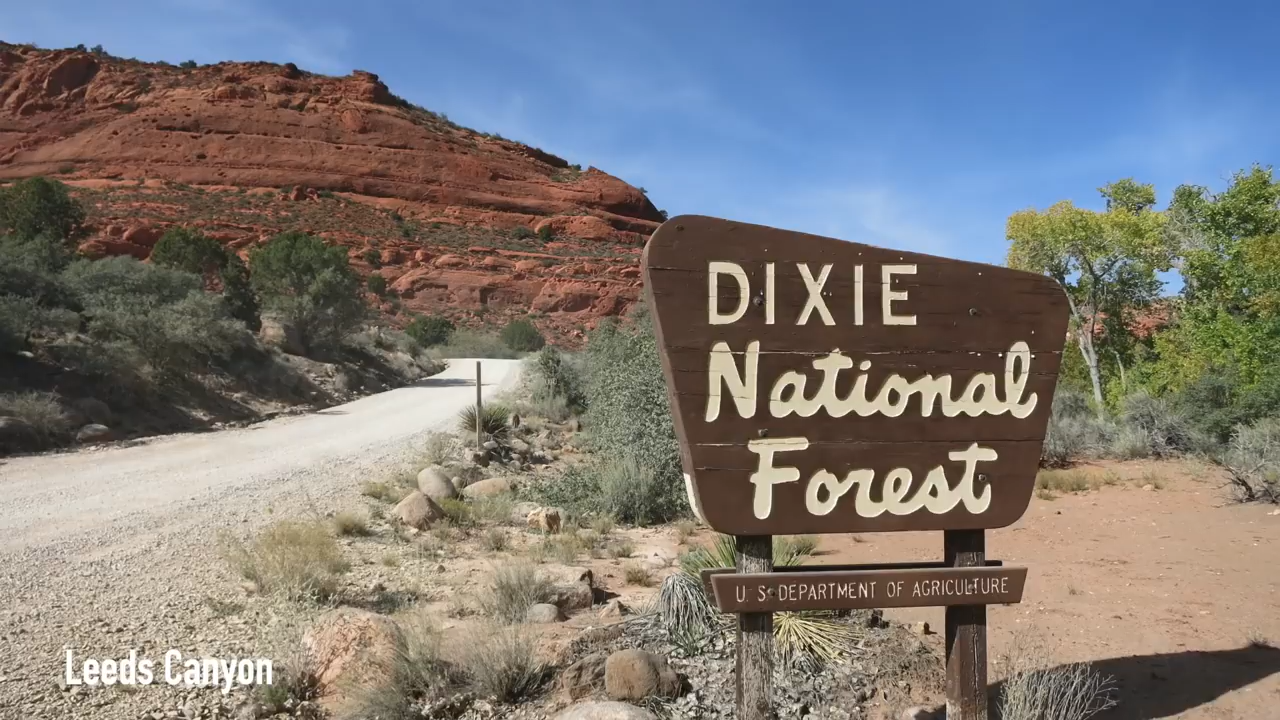 DIXIE
National
Forest
U. S. DEPARTMENT OF AGRICULTURE
Leeds Canyon